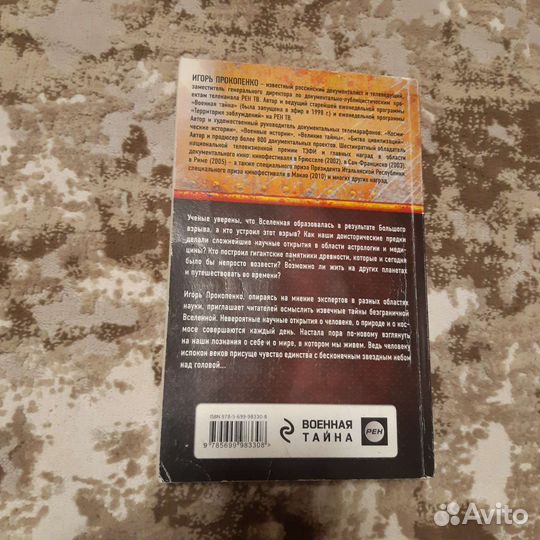 ИГОРЬ ПРОКОПЕНКО – известный российский документалист и телеведущий,
заместитель генерального директора по документально-публицистическим про-
ектам телеканала РЕН ТВ. Автор и ведущий старейшей еженедельной программы
«Военная тайна» (была запущена в эфир в 1998 г.) и еженедельной программы
«Территория заблуждений» на РЕН ТВ.
Автор и художественный руководитель документальных телемарафонов: «Косми-
ческие истории», «Военные истории», «Великие тайны», «Битва цивилизаций».
Автор и продюсер более 800 документальных проектов. Шестикратный обладатель
национальной телевизионной премии ТЭФИ и главных наград в области
документального кино: кинофестиваля в Брюсселе (2002), в Сан-Франциско (2003),
в Риме (2005) – а также специального приза Президента Итальянской Республики,
специального приза кинофестиваля в Макао (2010) и многих других наград.
Ученые уверены, что Вселенная образовалась в результате Большого
взрыва, а кто устроил этот взрыв? Как наши доисторические предки
делали сложнейшие научные открытия в области астрологии и меди-
цины? Кто построил гигантские памятники древности, которые и сегодня
было бы непросто возвести? Возможно ли жить на других планетах
и путешествовать во времени?
Игорь Прокопенко, опираясь на мнение экспертов в разных областях
науки, приглашает читателей осмыслить извечные тайны безграничной
Вселенной. Невероятные научные открытия о человеке, о природе и о кос-
мосе совершаются каждый день. Настала пора по-новому взглянуть
на наши познания о себе и о мире, в котором мы живем. Ведь человеку
испокон веков присуще чувство единства с бесконечным звездным небом
над головой...
ISBN 978-5-699-98330-8
9 785699 983308 >
ВОЕННАЯ
ТАЙНА
РЕН
Avito